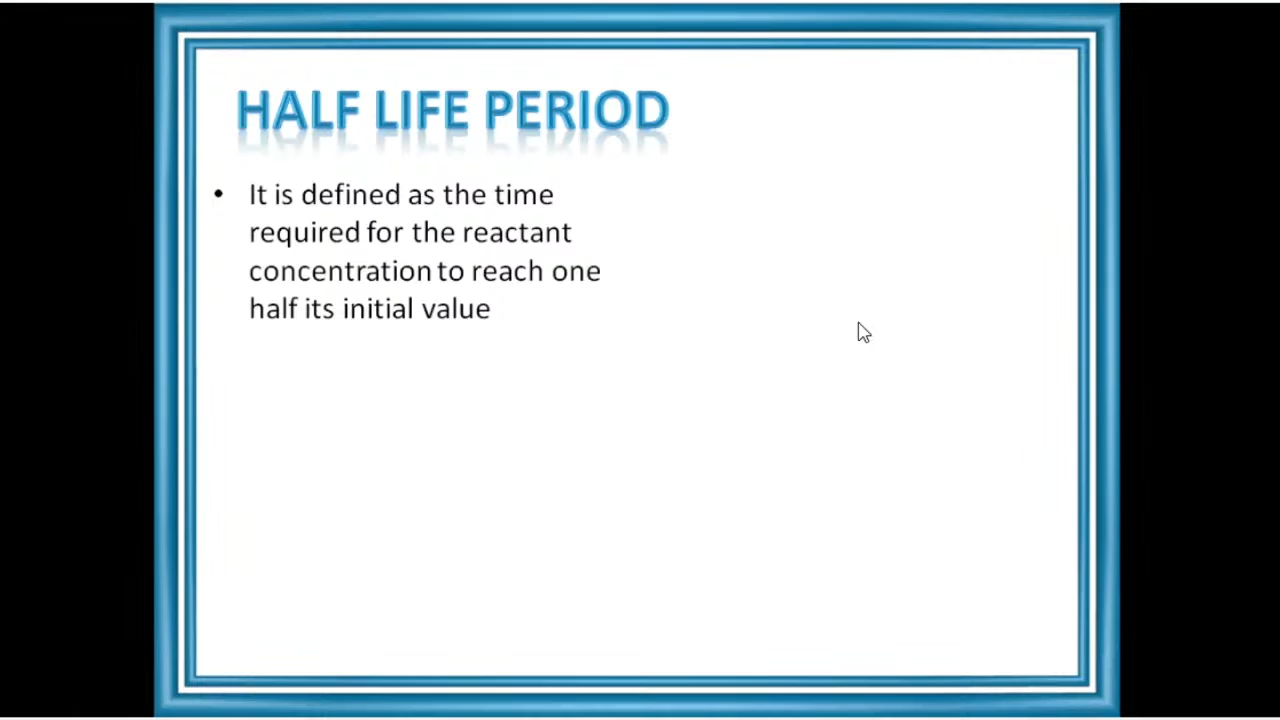 HALF LIFE PERIOD
• It is defined as the time
required for the reactant
concentration to reach one
half its initial value